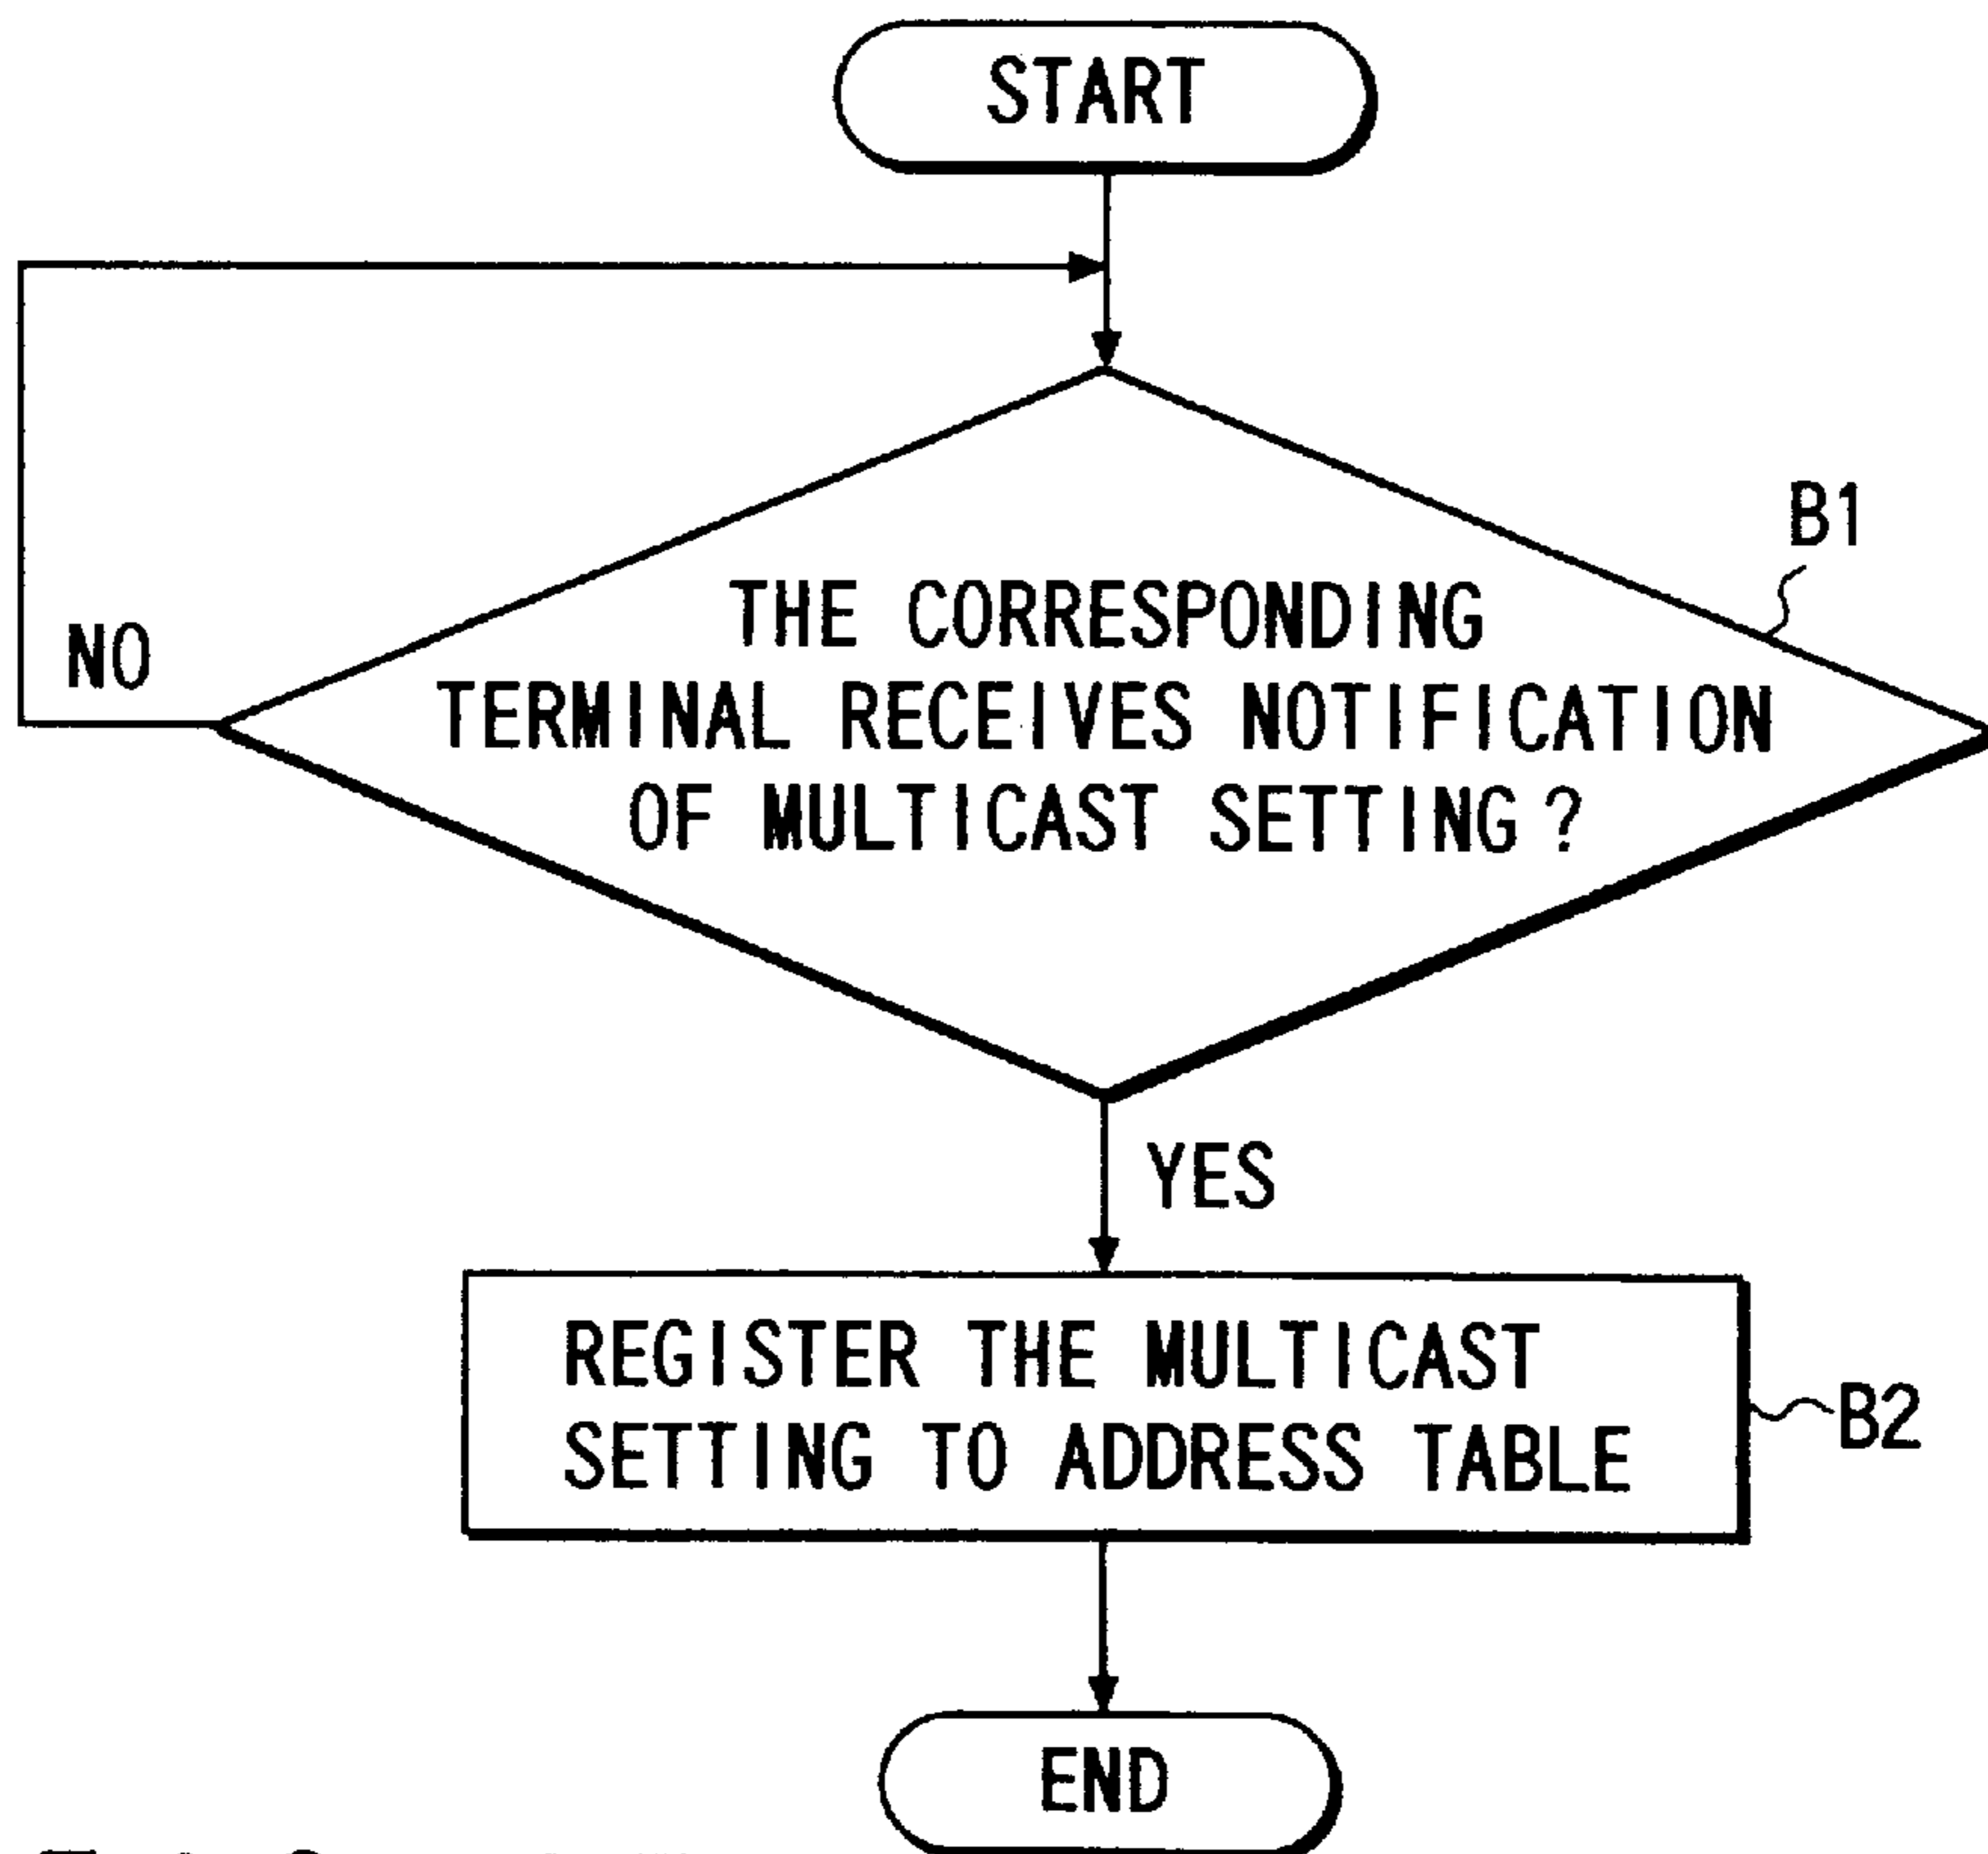 START
B1
THE CORRESPONDING
TERMINAL RECEIVES NOTIFICATION
OF MULTICAST SETTING?
NO
YES
REGISTER THE MULTICAST
SETTING TO ADDRESS TABLE
B2
END